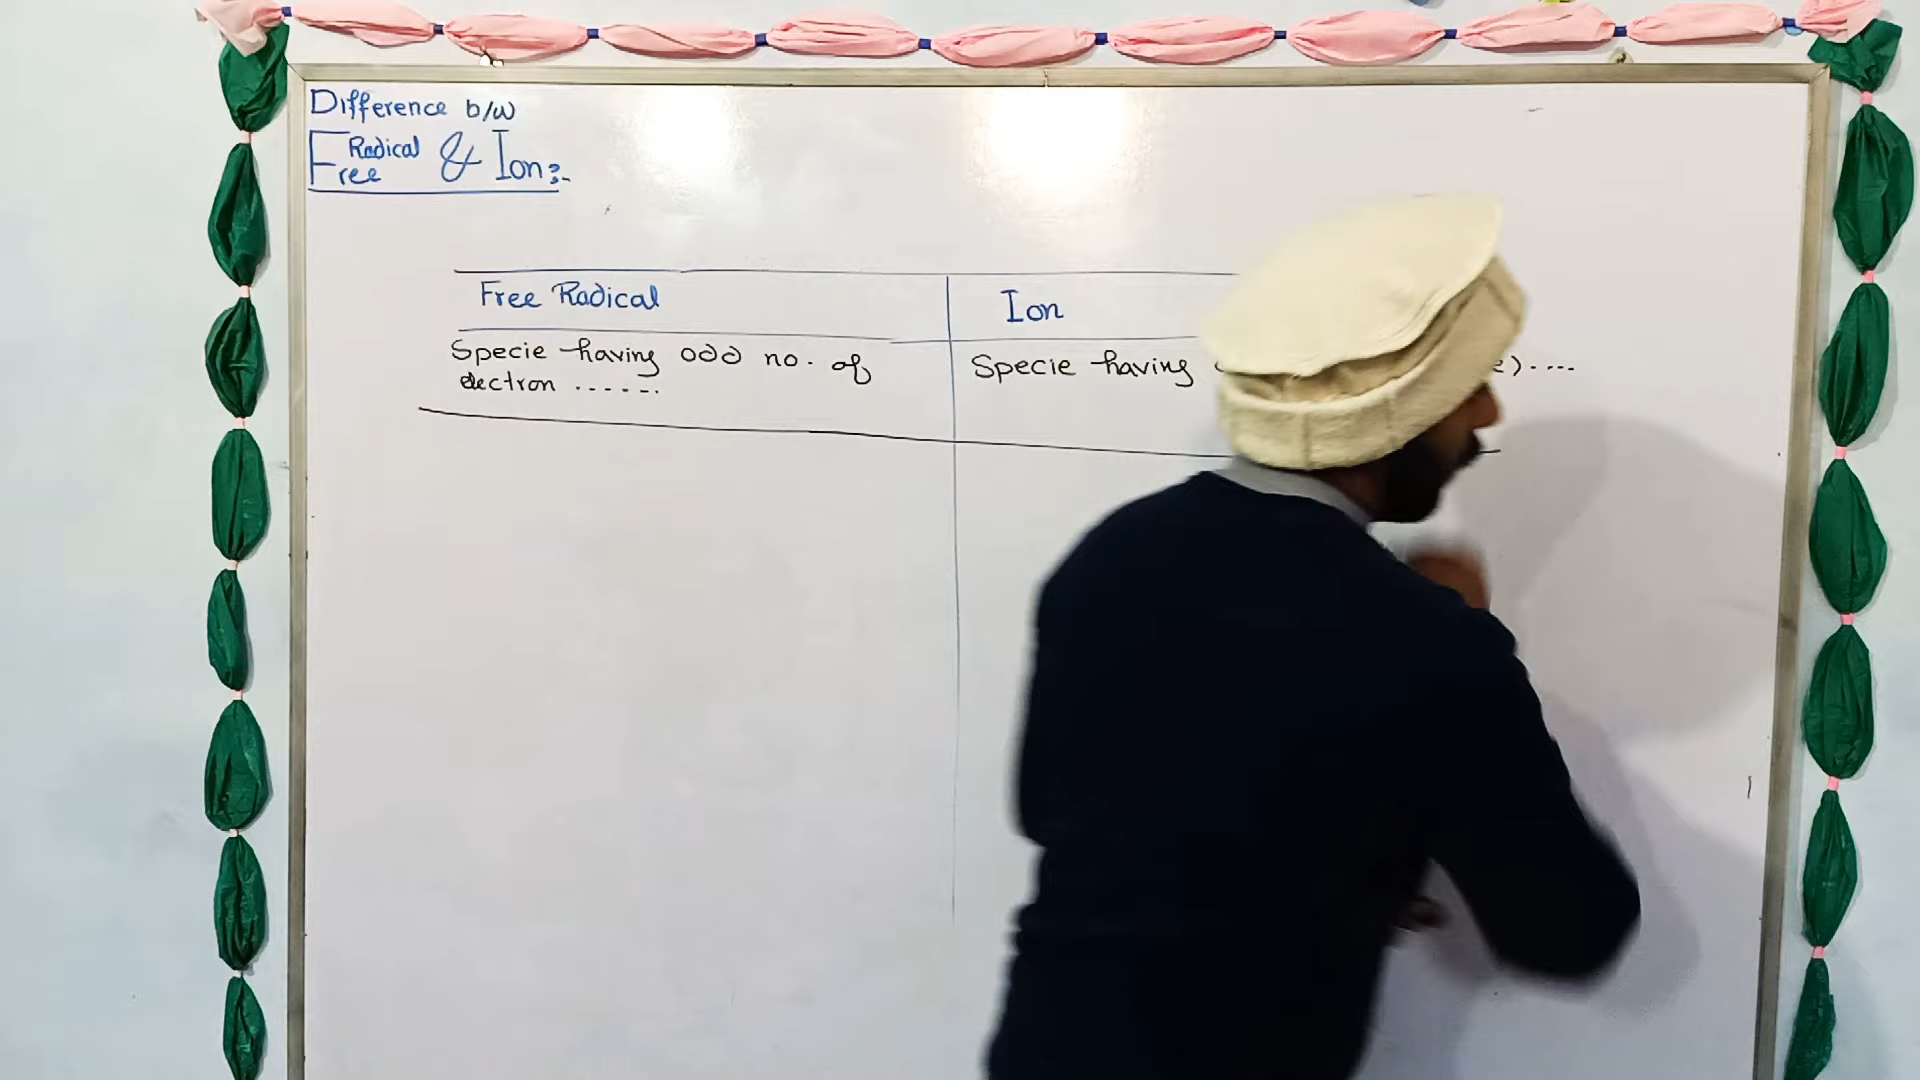 Difference b/w
Free Radical & Ion:-
Free Radical
Ion
Specie having odd no. of
electron ......
Specie having
e)....